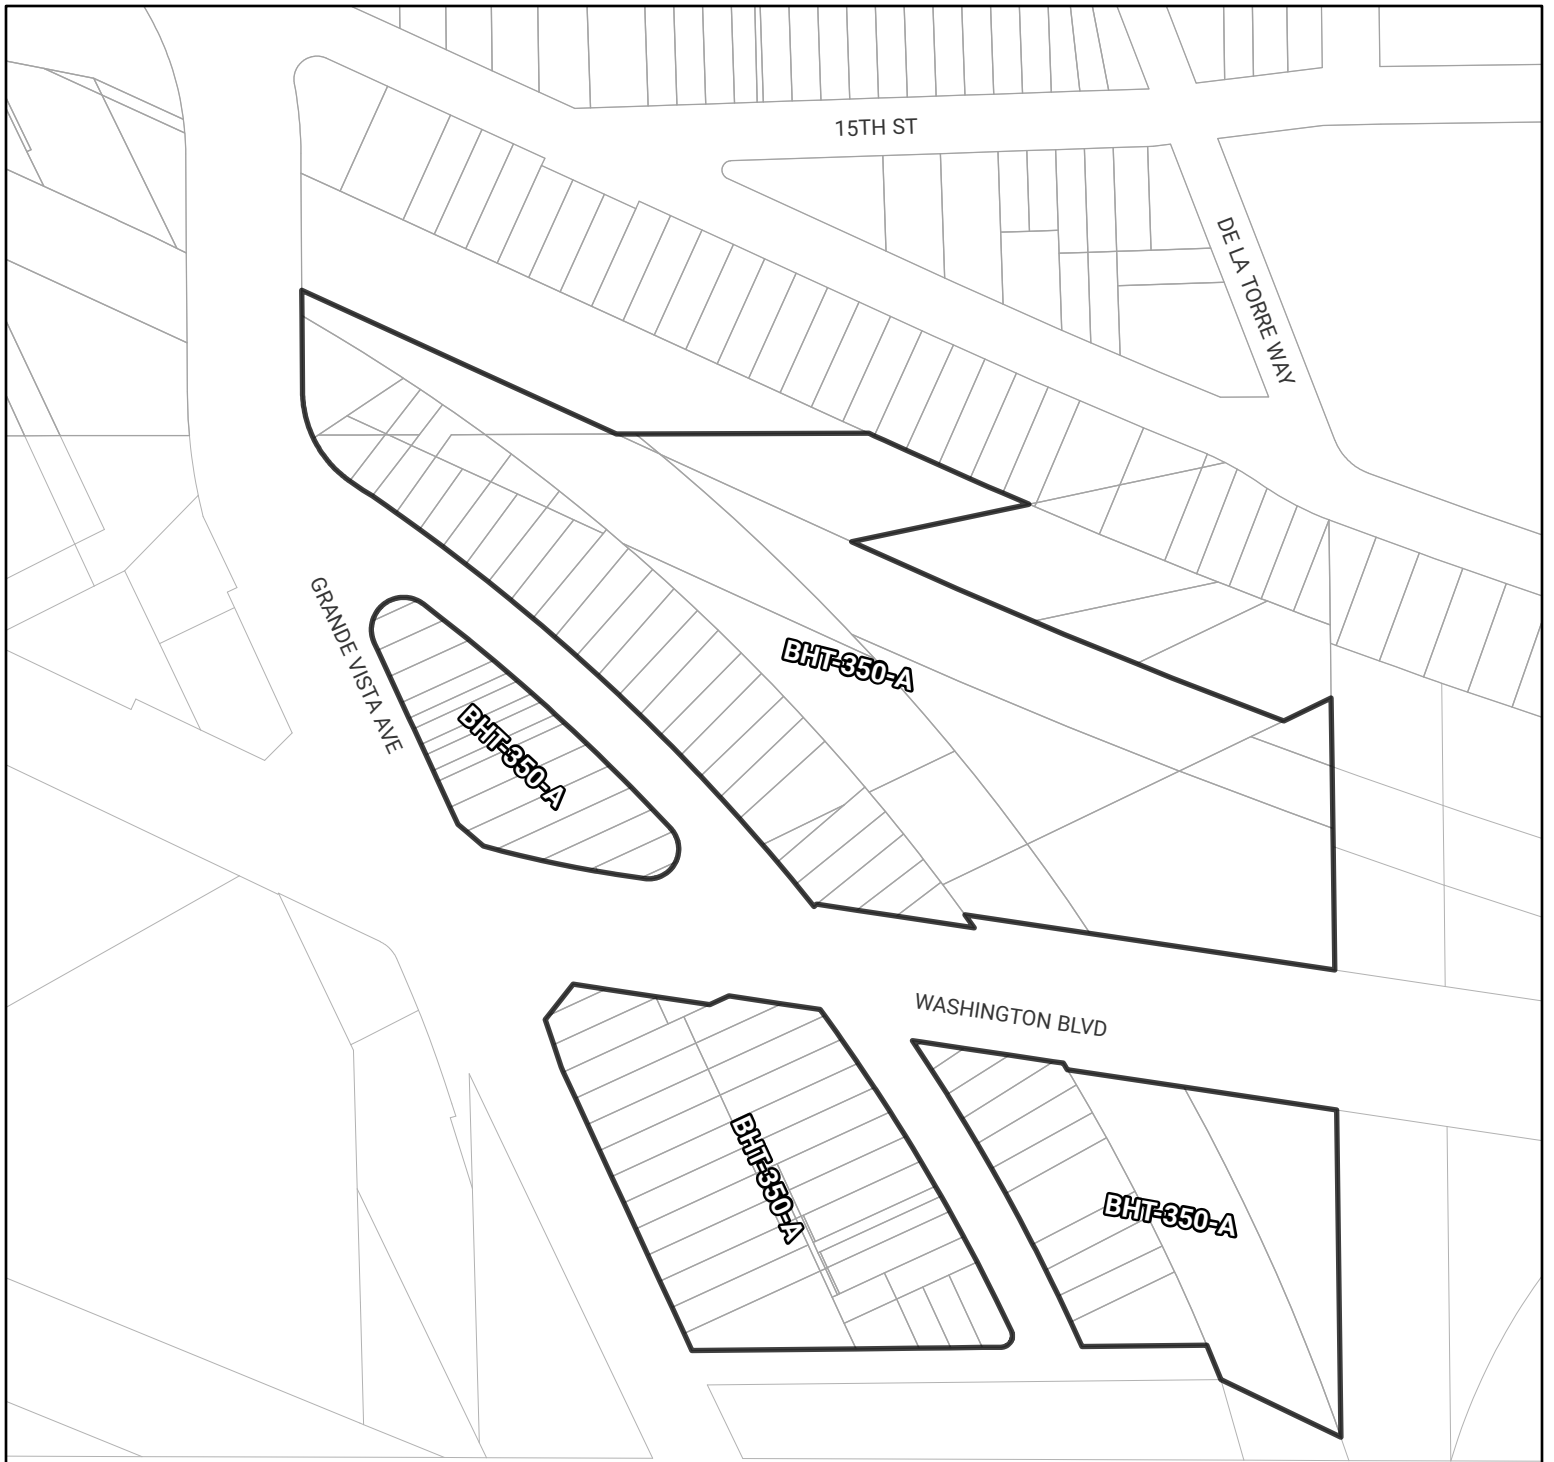 15TH ST
DE LA TORRE WAY
GRANDE VISTA AVE
BHT-350-A
BHT-350-A
WASHINGTON BLVD
BHT-350-A
BHT-350-A